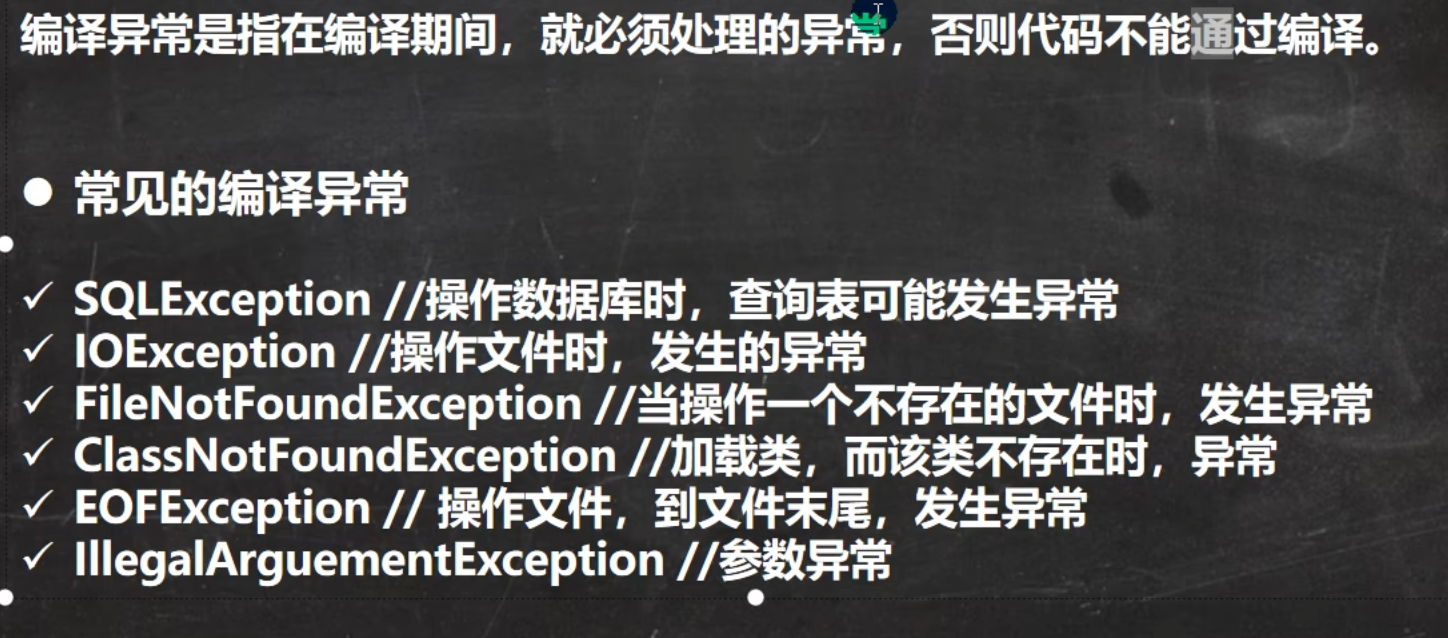 编译异常是指在编译期间，就必须处理的异常，否则代码不能通过编译。
● 常见的编译异常
✓ SQLException //操作数据库时，查询表可能发生异常
✓ IOException //操作文件时，发生的异常
✓ FileNotFoundException //当操作一个不存在的文件时，发生异常
✓ ClassNotFoundException //加载类，而该类不存在时，异常
✓ EOFException // 操作文件，到文件末尾，发生异常
✓ IllegalArguementException //参数异常